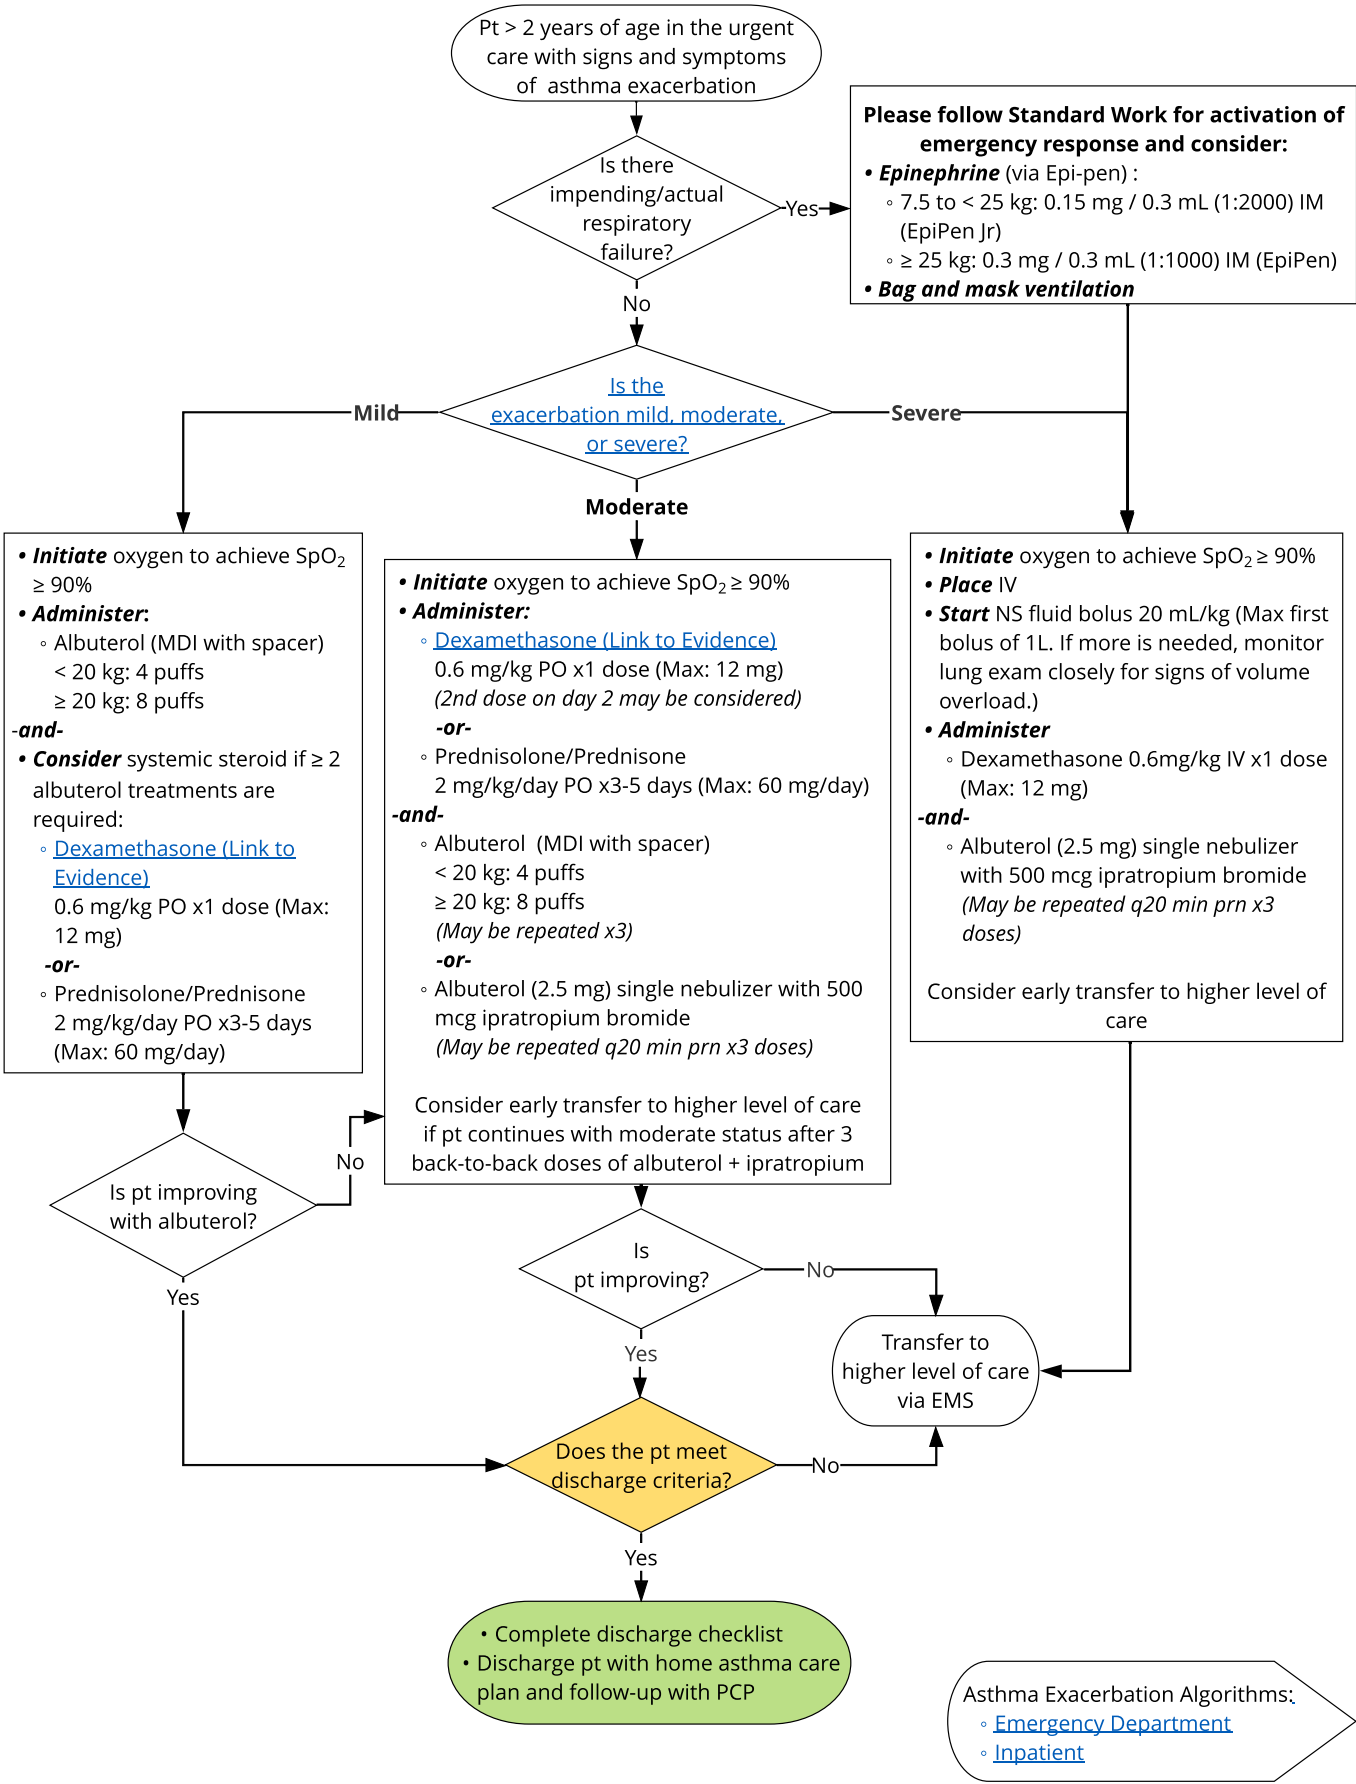 Pt > 2 years of age in the urgent
care with signs and symptoms
of  asthma exacerbation
Is there
impending/actual
respiratory
failure?
Yes
Please follow Standard Work for activation of
emergency response and consider:
• Epinephrine (via Epi-pen) :
◦ 7.5 to < 25 kg: 0.15 mg / 0.3 mL (1:2000) IM
(EpiPen Jr)
◦ ≥ 25 kg: 0.3 mg / 0.3 mL (1:1000) IM (EpiPen)
• Bag and mask ventilation
No
Is the
exacerbation mild, moderate,
or severe?
Mild
Severe
Moderate
• Initiate oxygen to achieve SpO₂
≥ 90%
• Administer:
◦ Albuterol (MDI with spacer)
< 20 kg: 4 puffs
≥ 20 kg: 8 puffs
-and-
• Consider systemic steroid if ≥ 2
albuterol treatments are
required:
◦ Dexamethasone (Link to
Evidence)
0.6 mg/kg PO x1 dose (Max:
12 mg)
-or-
◦ Prednisolone/Prednisone
2 mg/kg/day PO x3-5 days
(Max: 60 mg/day)
• Initiate oxygen to achieve SpO₂ ≥ 90%
• Administer:
◦ Dexamethasone (Link to Evidence)
0.6 mg/kg PO x1 dose (Max: 12 mg)
(2nd dose on day 2 may be considered)
-or-
◦ Prednisolone/Prednisone
2 mg/kg/day PO x3-5 days (Max: 60 mg/day)
-and-
◦ Albuterol  (MDI with spacer)
< 20 kg: 4 puffs
≥ 20 kg: 8 puffs
(May be repeated x3)
-or-
◦ Albuterol (2.5 mg) single nebulizer with 500
mcg ipratropium bromide
(May be repeated q20 min prn x3 doses)
Consider early transfer to higher level of care
if pt continues with moderate status after 3
back-to-back doses of albuterol + ipratropium
• Initiate oxygen to achieve SpO₂ ≥ 90%
• Place IV
• Start NS fluid bolus 20 mL/kg (Max first
bolus of 1L. If more is needed, monitor
lung exam closely for signs of volume
overload.)
• Administer
◦ Dexamethasone 0.6mg/kg IV x1 dose
(Max: 12 mg)
-and-
◦ Albuterol (2.5 mg) single nebulizer
with 500 mcg ipratropium bromide
(May be repeated q20 min prn x3
doses)
Consider early transfer to higher level of
care
Is pt improving
with albuterol?
No
Yes
Is
pt improving?
No
Yes
Transfer to
higher level of care
via EMS
Does the pt meet
discharge criteria?
No
Yes
• Complete discharge checklist
• Discharge pt with home asthma care
plan and follow-up with PCP
Asthma Exacerbation Algorithms:
◦ Emergency Department
◦ Inpatient